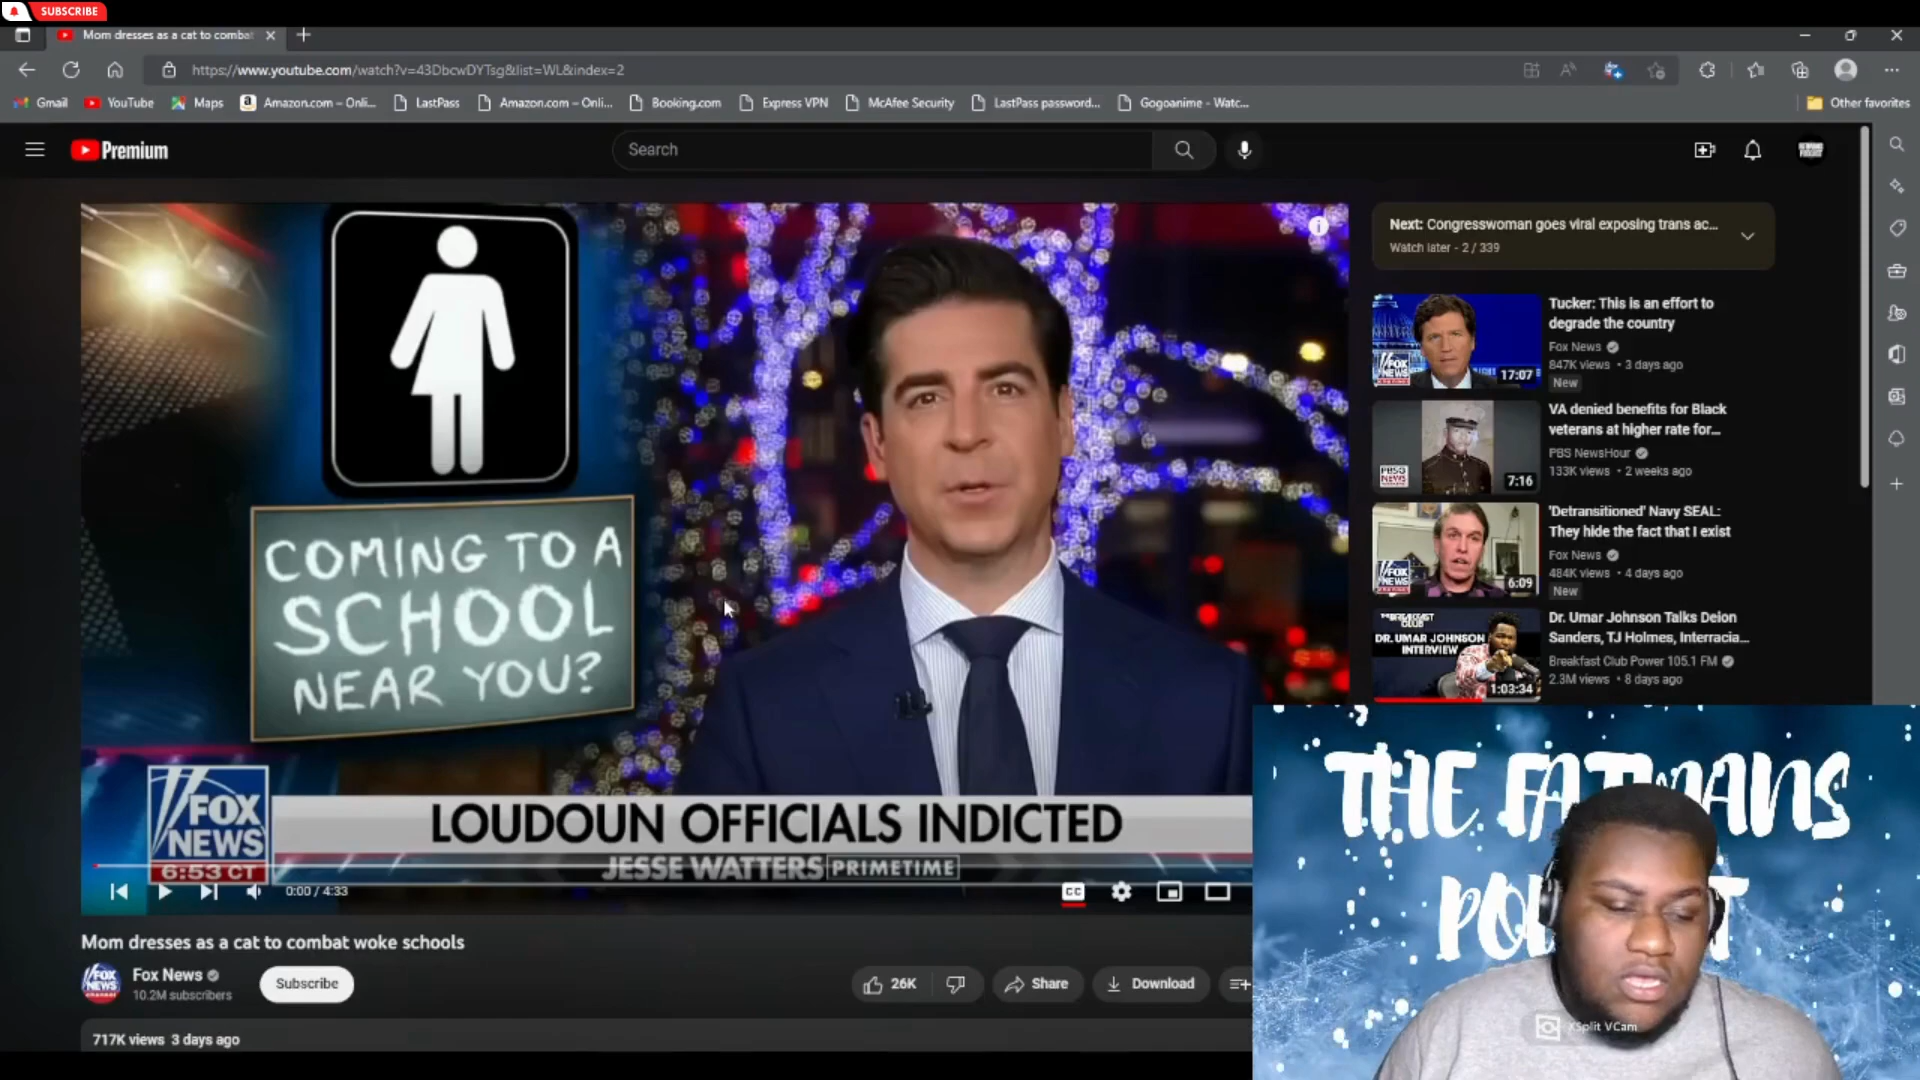 SUBSCRIBE
Mom dresses as a cat to combat
https://www.youtube.com/watch?v=43DbcwDYTsg&list=WL&index=2
Gmail
YouTube
Maps
Amazon.com – Onli...
LastPass
Amazon.com – Onli...
Booking.com
Express VPN
McAfee Security
LastPass password...
Gogoanime - Watc...
Other favorites
Premium
Search
COMING TO A
SCHOOL
NEAR YOU?
FOX
NEWS
6:53 CT
LOUDOUN OFFICIALS INDICTED
JESSE WATTERS PRIMETIME
0:00 / 4:33
CC
Mom dresses as a cat to combat woke schools
Fox News
10.2M subscribers
Subscribe
26K
Share
Download
717K views 3 days ago
Next: Congresswoman goes viral exposing trans ac...
Watch later - 2 / 339
FOX
NEWS
17:07
Tucker: This is an effort to
degrade the country
Fox News
847K views • 3 days ago
New
7:16
VA denied benefits for Black
veterans at higher rate for...
PBS NewsHour
133K views • 2 weeks ago
FOX
NEWS
6:09
'Detransitioned' Navy SEAL:
They hide the fact that I exist
Fox News
484K views • 4 days ago
New
DR. UMAR JOHNSON
INTERVIEW
1:03:34
Dr. Umar Johnson Talks Deion
Sanders, TJ Holmes, Interracia...
Breakfast Club Power 105.1 FM
2.3M views • 8 days ago
XSplit VCam